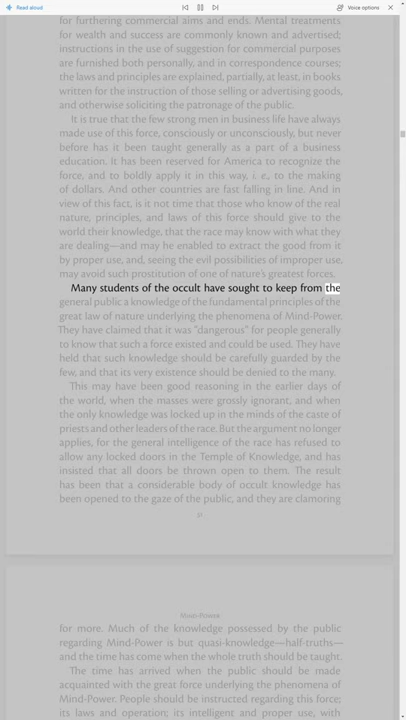 Read aloud
Voice options
for furthering commercial aims and ends. Mental treatments
for wealth and success are commonly known and advertised;
instructions in the use of suggestion for commercial purposes
are furnished both personally, and in correspondence courses;
the laws and principles are explained, partially, at least, in books
written for the instruction of those selling or advertising goods,
and otherwise soliciting the patronage of the public.
It is true that the few strong men in business life have always
made use of this force, consciously or unconsciously, but never
before has it been taught generally as a part of a business
education. It has been reserved for America to recognize the
force, and to boldly apply it in this way, i. e., to the making
of dollars. And other countries are fast falling in line. And in
view of this fact, is it not time that those who know of the real
nature, principles, and laws of this force should give to the
world their knowledge, that the race may know with what they
are dealing—and may he enabled to extract the good from it
by proper use, and, seeing the evil possibilities of improper use,
may avoid such prostitution of one of nature's greatest forces.
Many students of the occult have sought to keep from the
general public a knowledge of the fundamental principles of the
great law of nature underlying the phenomena of Mind-Power.
They have claimed that it was "dangerous" for people generally
to know that such a force existed and could be used. They have
held that such knowledge should be carefully guarded by the
few, and that its very existence should be denied to the many.
This may have been good reasoning in the earlier days of
the world, when the masses were grossly ignorant, and when
the only knowledge was locked up in the minds of the caste of
priests and other leaders of the race. But the argument no longer
applies, for the general intelligence of the race has refused to
allow any locked doors in the Temple of Knowledge, and has
insisted that all doors be thrown open to them. The result
has been that a considerable body of occult knowledge has
been opened to the gaze of the public, and they are clamoring
Mind-Power
for more. Much of the knowledge possessed by the public
regarding Mind-Power is but quasi-knowledge—half-truths—
and the time has come when the whole truth should be taught.
The time has arrived when the public should be made
acquainted with the great force underlying the phenomena of
Mind-Power. People should be instructed regarding this force;
its laws and operation; its intelligent and proper use, with